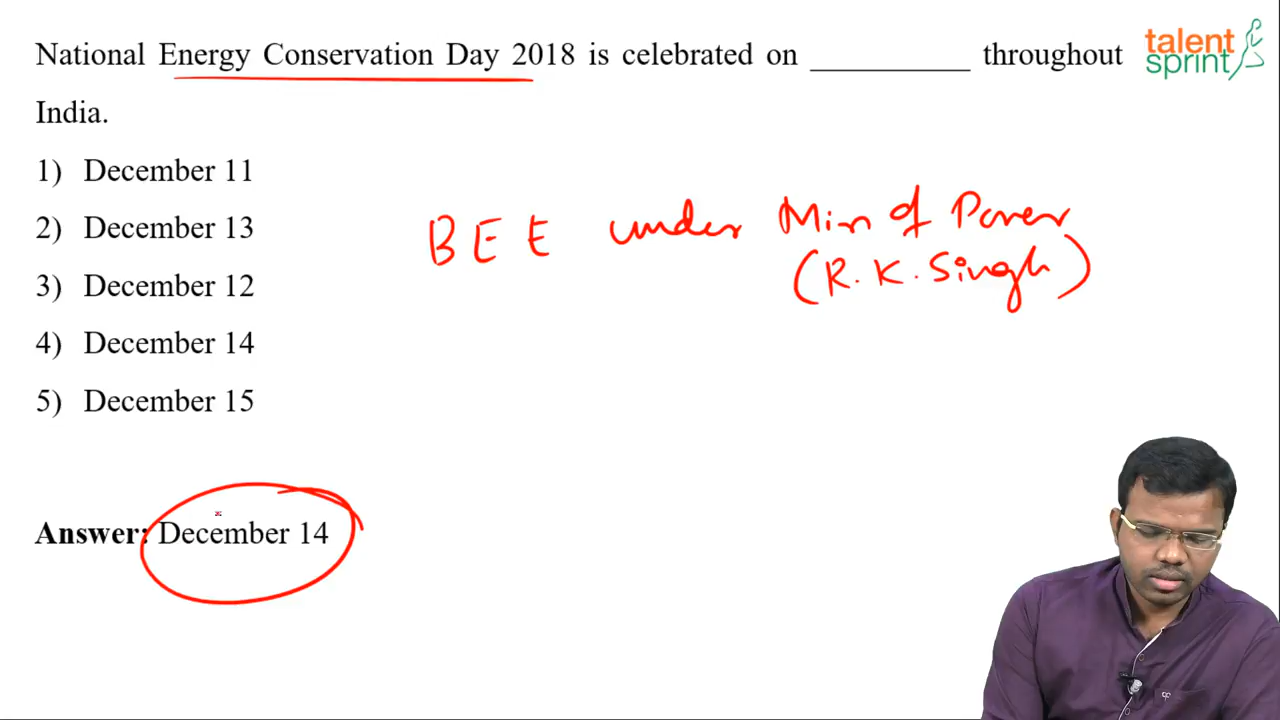 National Energy Conservation Day 2018 is celebrated on __________ throughout
India.
talent
sprint
1) December 11
2) December 13
3) December 12
4) December 14
5) December 15
BEE under Min of Power
(R.K.Singh)
Answer: December 14